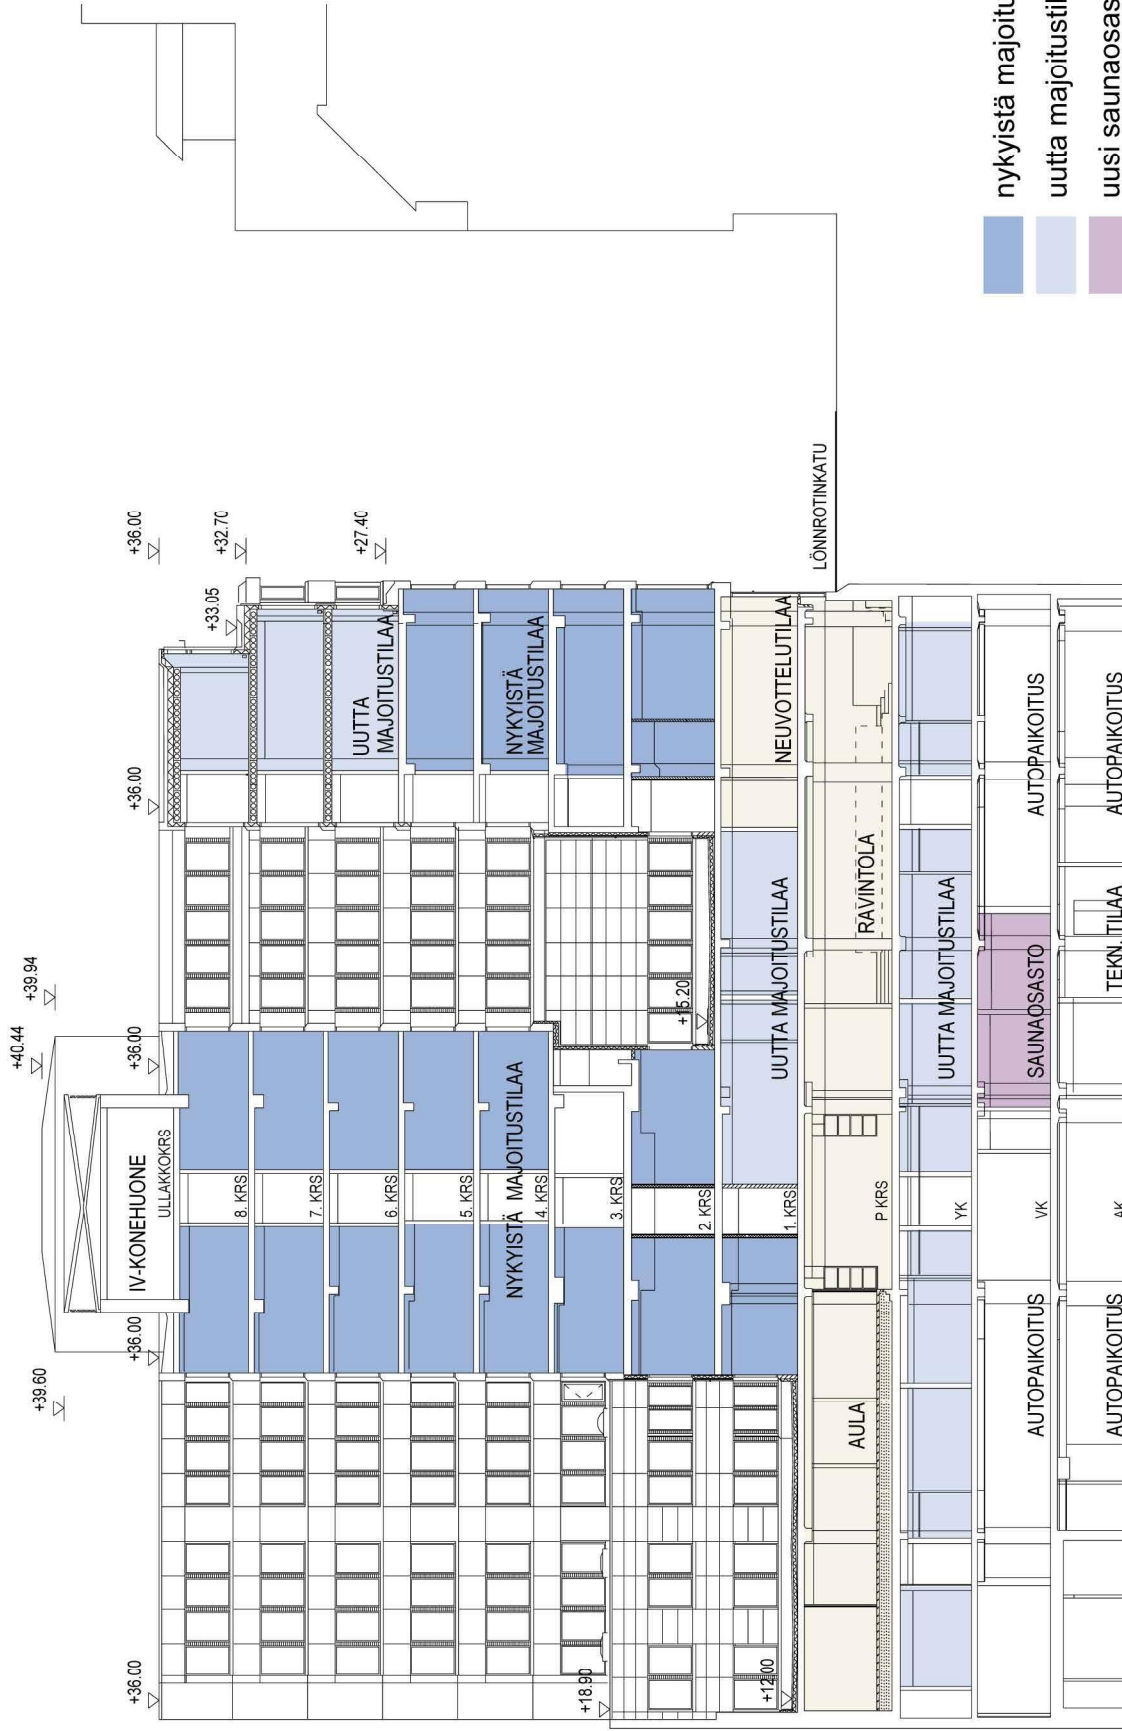 +40.44
+39.94
+39.60
+36.00
+36.00
+36.00
+36.00
+36.00
+33.05
+32.70
+27.40
IV-KONEHUONE
ULLAKKOKRS
8. KRS
7. KRS
6. KRS
5. KRS
4. KRS
3. KRS
2. KRS
1. KRS
P KRS
YK
VK
AK
NYKYISTÄ MAJOITUSTILAA
UUTTA
MAJOITUSTILAA
NYKYISTÄ
MAJOITUSTILAA
+18.90
+12.00
+15.20
UUTTA MAJOITUSTILAA
NEUVOTTELUTILAA
LÖNNROTINKATU
AULA
RAVINTOLA
UUTTA MAJOITUSTILAA
AUTOPAIKOITUS
SAUNAOSASTO
AUTOPAIKOITUS
AUTOPAIKOITUS
TEKN. TILAA
AUTOPAIKOITUS
nykyistä majoitu
uutta majoitustil
uusi saunaosas